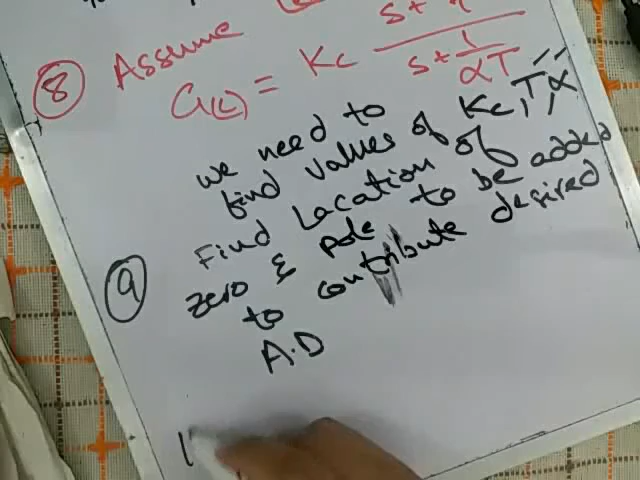 ⑧ Assume
G(s) = Kc s+
s+ 1/αT
we need to
find values of Kc, T, α
⑨ Find Location of
zero & pole to be added
to contribute desired
A.D